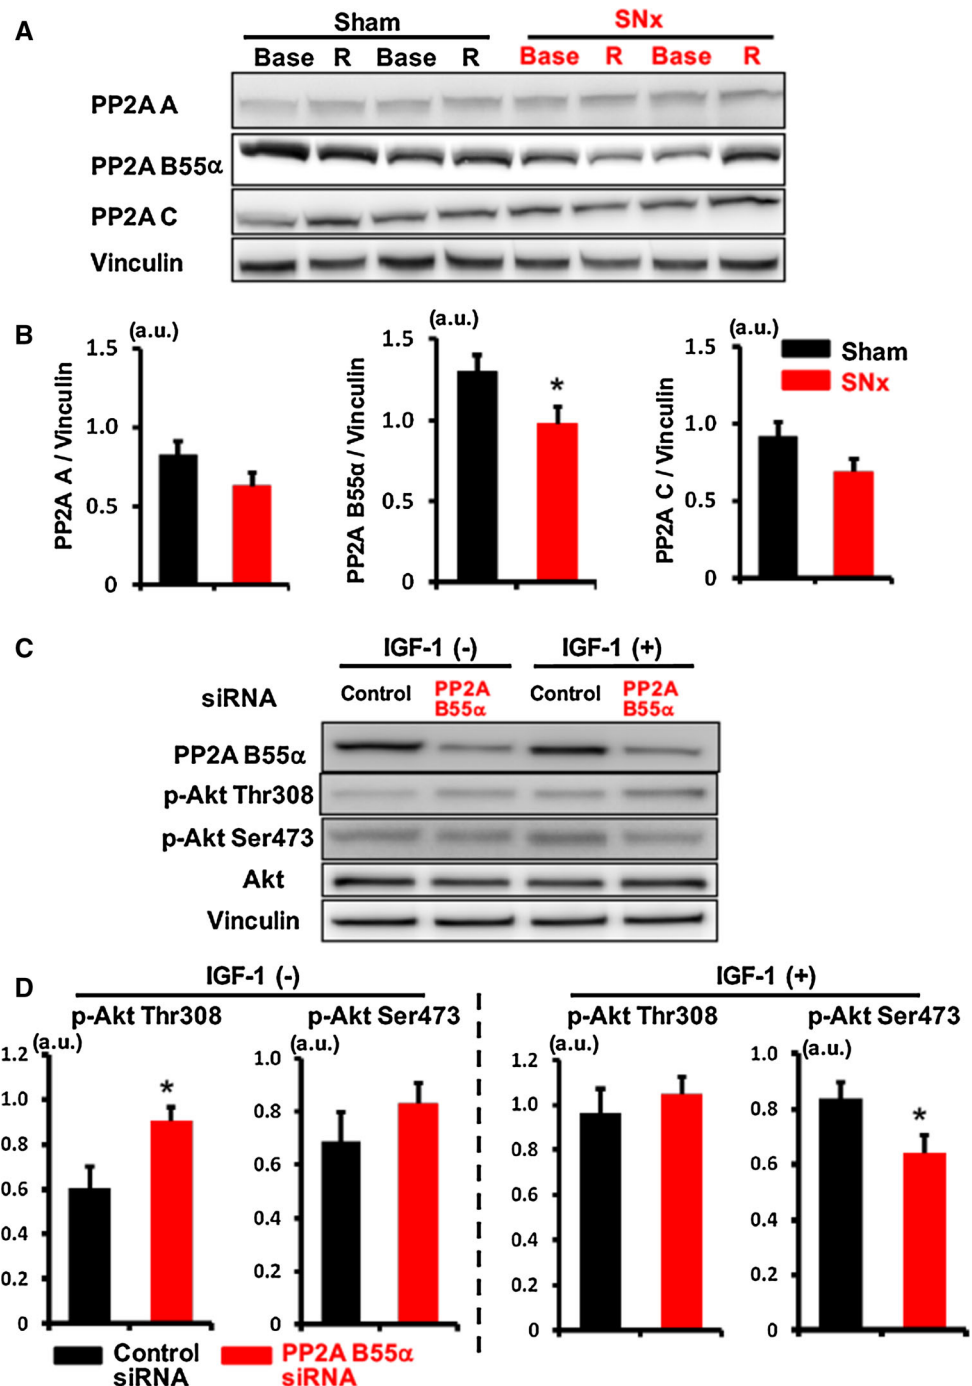 A
Sham
SNx
Base R Base R Base R Base R
PP2A A
PP2A B55α
PP2A C
Vinculin
B
(a.u.)
1.5
1.0
0.5
0
PP2A A / Vinculin
(a.u.)
1.5
1.0
0.5
0
PP2A B55α / Vinculin
*
(a.u.)
1.5
1.0
0.5
0
PP2A C / Vinculin
Sham
SNx
C
IGF-1 (-)
IGF-1 (+)
siRNA
Control
PP2A
B55α
Control
PP2A
B55α
PP2A B55α
p-Akt Thr308
p-Akt Ser473
Akt
Vinculin
D
IGF-1 (-)
IGF-1 (+)
p-Akt Thr308
(a.u.)
1.2
1.0
0.8
0.6
0.4
0.2
0
*
p-Akt Ser473
(a.u.)
1.0
0.8
0.6
0.4
0.2
0
p-Akt Thr308
(a.u.)
1.2
1.0
0.8
0.6
0.4
0.2
0
p-Akt Ser473
(a.u.)
1.0
0.8
0.6
0.4
0.2
0
*
Control
siRNA
PP2A B55α
siRNA